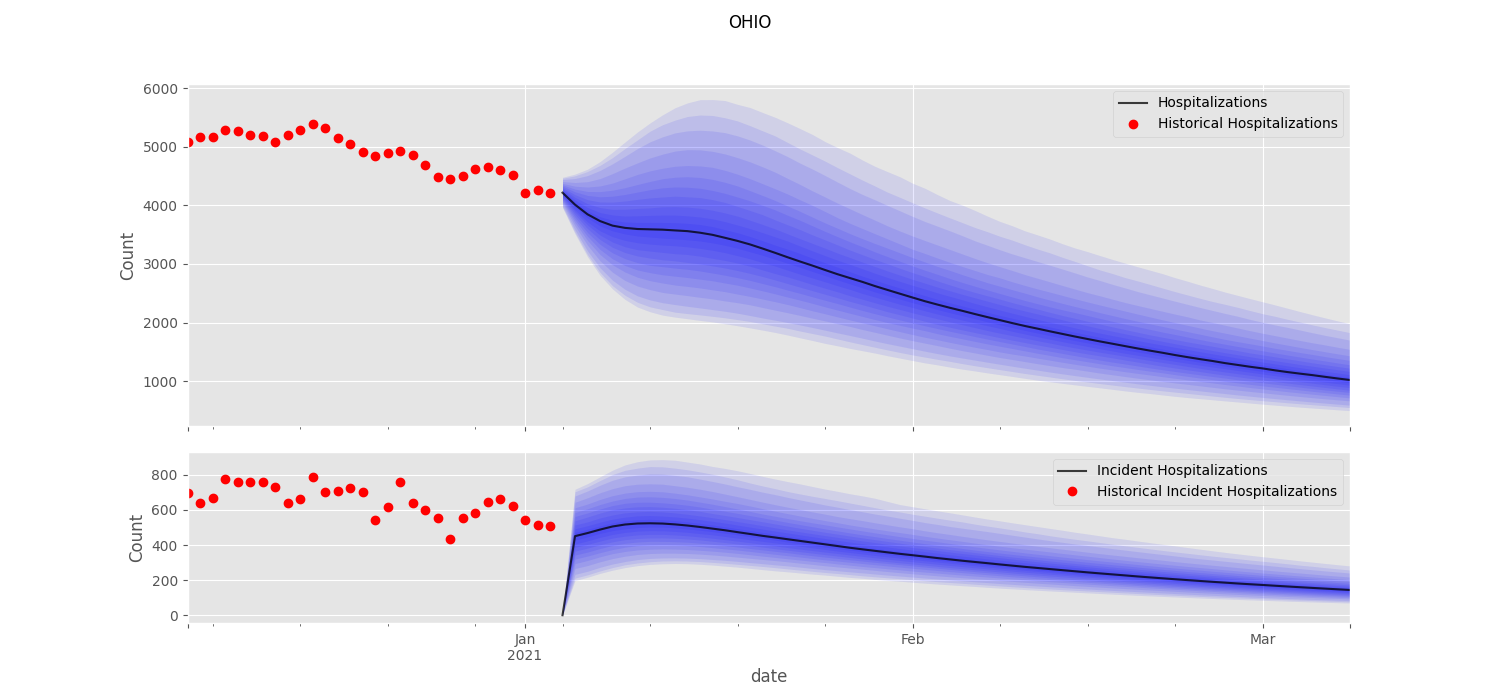 OHIO
6000
5000
4000
3000
2000
1000
Count
Hospitalizations
Historical Hospitalizations
800
600
400
200
0
Count
Incident Hospitalizations
Historical Incident Hospitalizations
Jan
2021
Feb
Mar
date